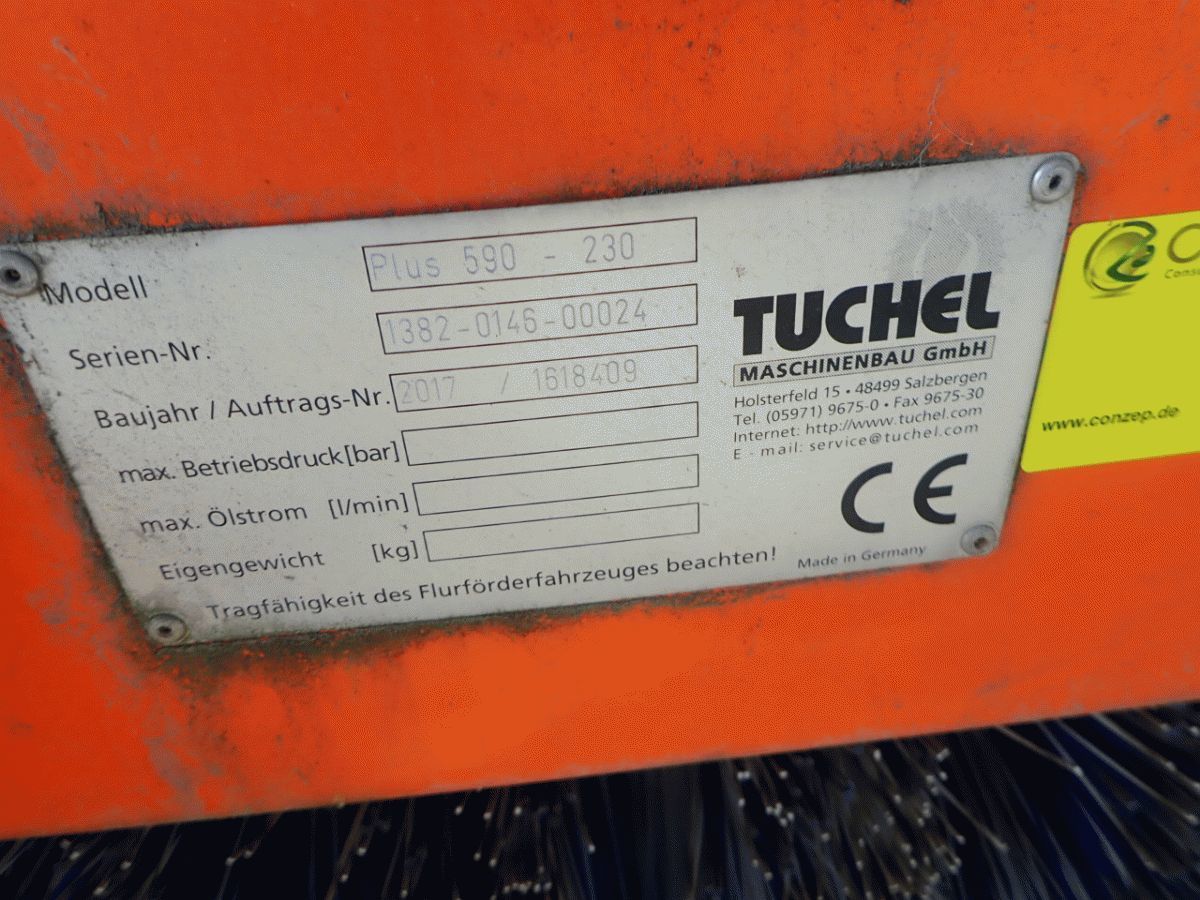 Modell Plus 590 - 230
Serien-Nr. 1382-0146-00024
Baujahr / Auftrags-Nr. 2017 / 1618409
max. Betriebsdruck [bar]
max. Ölstrom [l/min]
Eigengewicht [kg]
Tragfähigkeit des Flurförderfahrzeuges beachten!
TUCHEL
MASCHINENBAU GmbH
Holsterfeld 15 • 48499 Salzbergen
Tel. (05971) 9675-0 • Fax 9675-30
Internet: http://www.tuchel.com
E - mail: service@tuchel.com
CE
Made in Germany
www.conzep.de